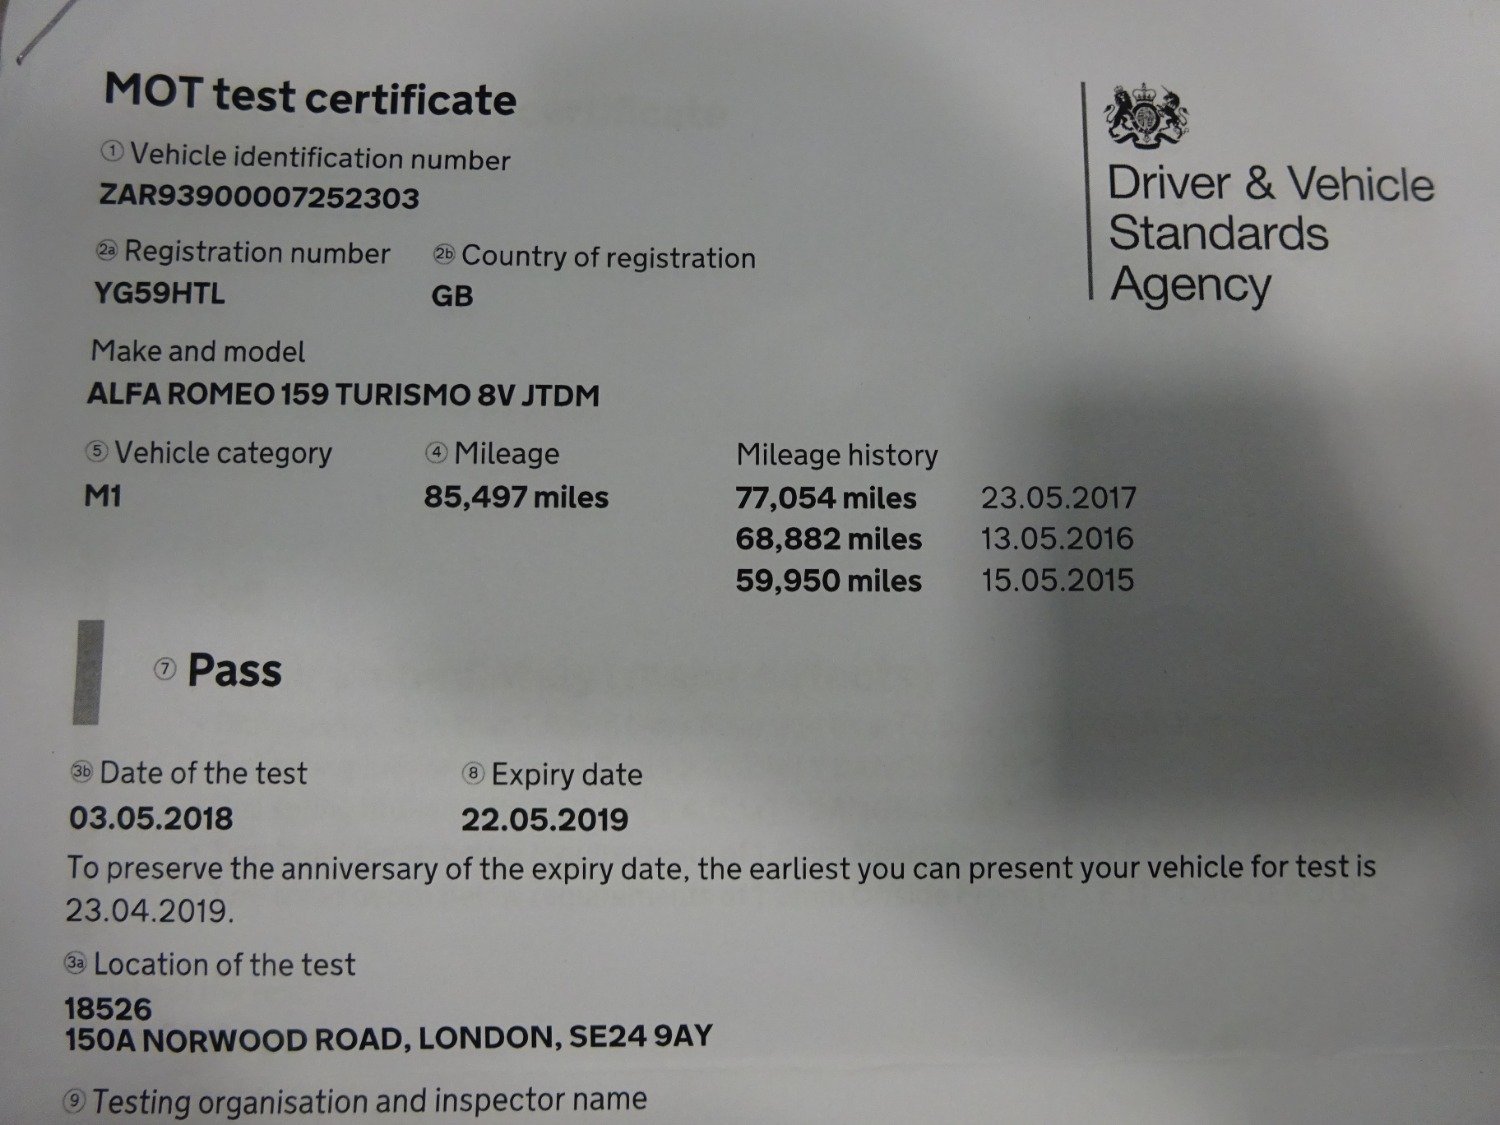 MOT test certificate
Driver & Vehicle
Standards
Agency
1 Vehicle identification number
ZAR93900007252303
2a Registration number 2b Country of registration
YG59HTL GB
Make and model
ALFA ROMEO 159 TURISMO 8V JTDM
5 Vehicle category 4 Mileage Mileage history
M1 85,497 miles 77,054 miles 23.05.2017
68,882 miles 13.05.2016
59,950 miles 15.05.2015
7 Pass
3b Date of the test 8 Expiry date
03.05.2018 22.05.2019
To preserve the anniversary of the expiry date, the earliest you can present your vehicle for test is
23.04.2019.
3a Location of the test
18526
150A NORWOOD ROAD, LONDON, SE24 9AY
9 Testing organisation and inspector name